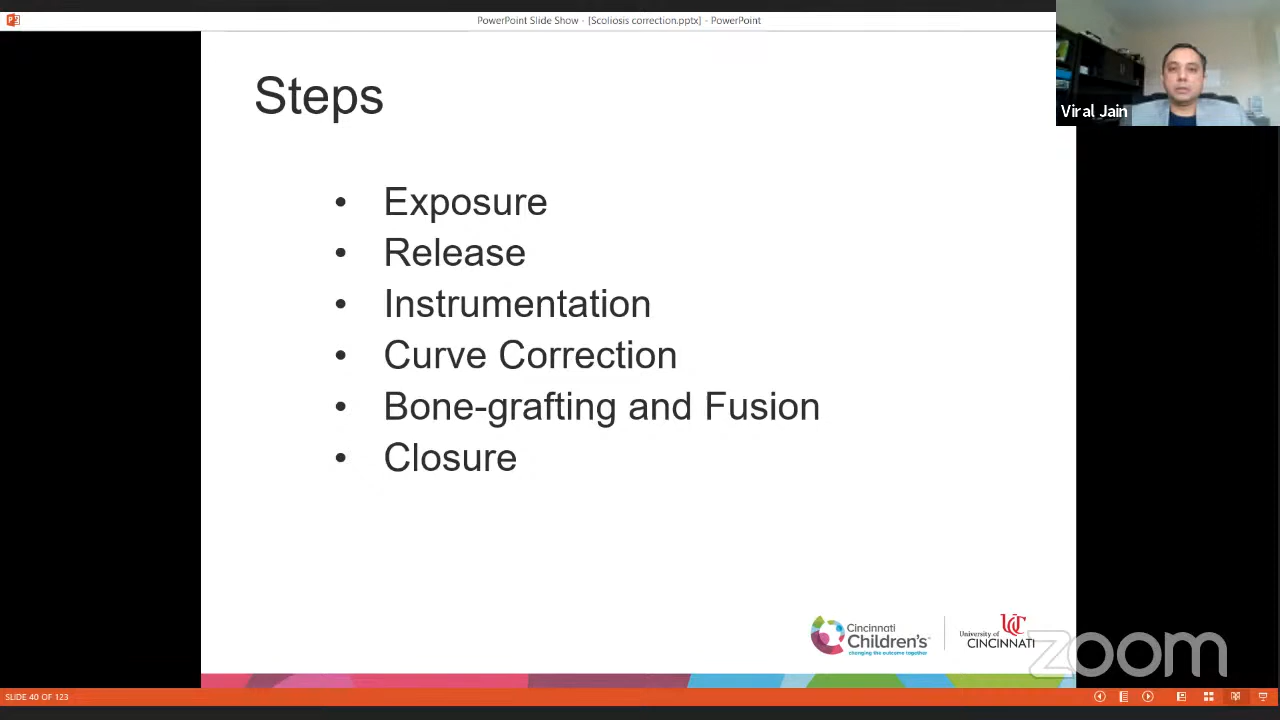 PowerPoint Slide Show - [Scoliosis correction.pptx] - PowerPoint
Viral Jain
Steps
• Exposure
• Release
• Instrumentation
• Curve Correction
• Bone-grafting and Fusion
• Closure
Cincinnati
Children's
changing the outcome together
UC
University of
CINCINNATI
zoom
SLIDE 40 OF 123